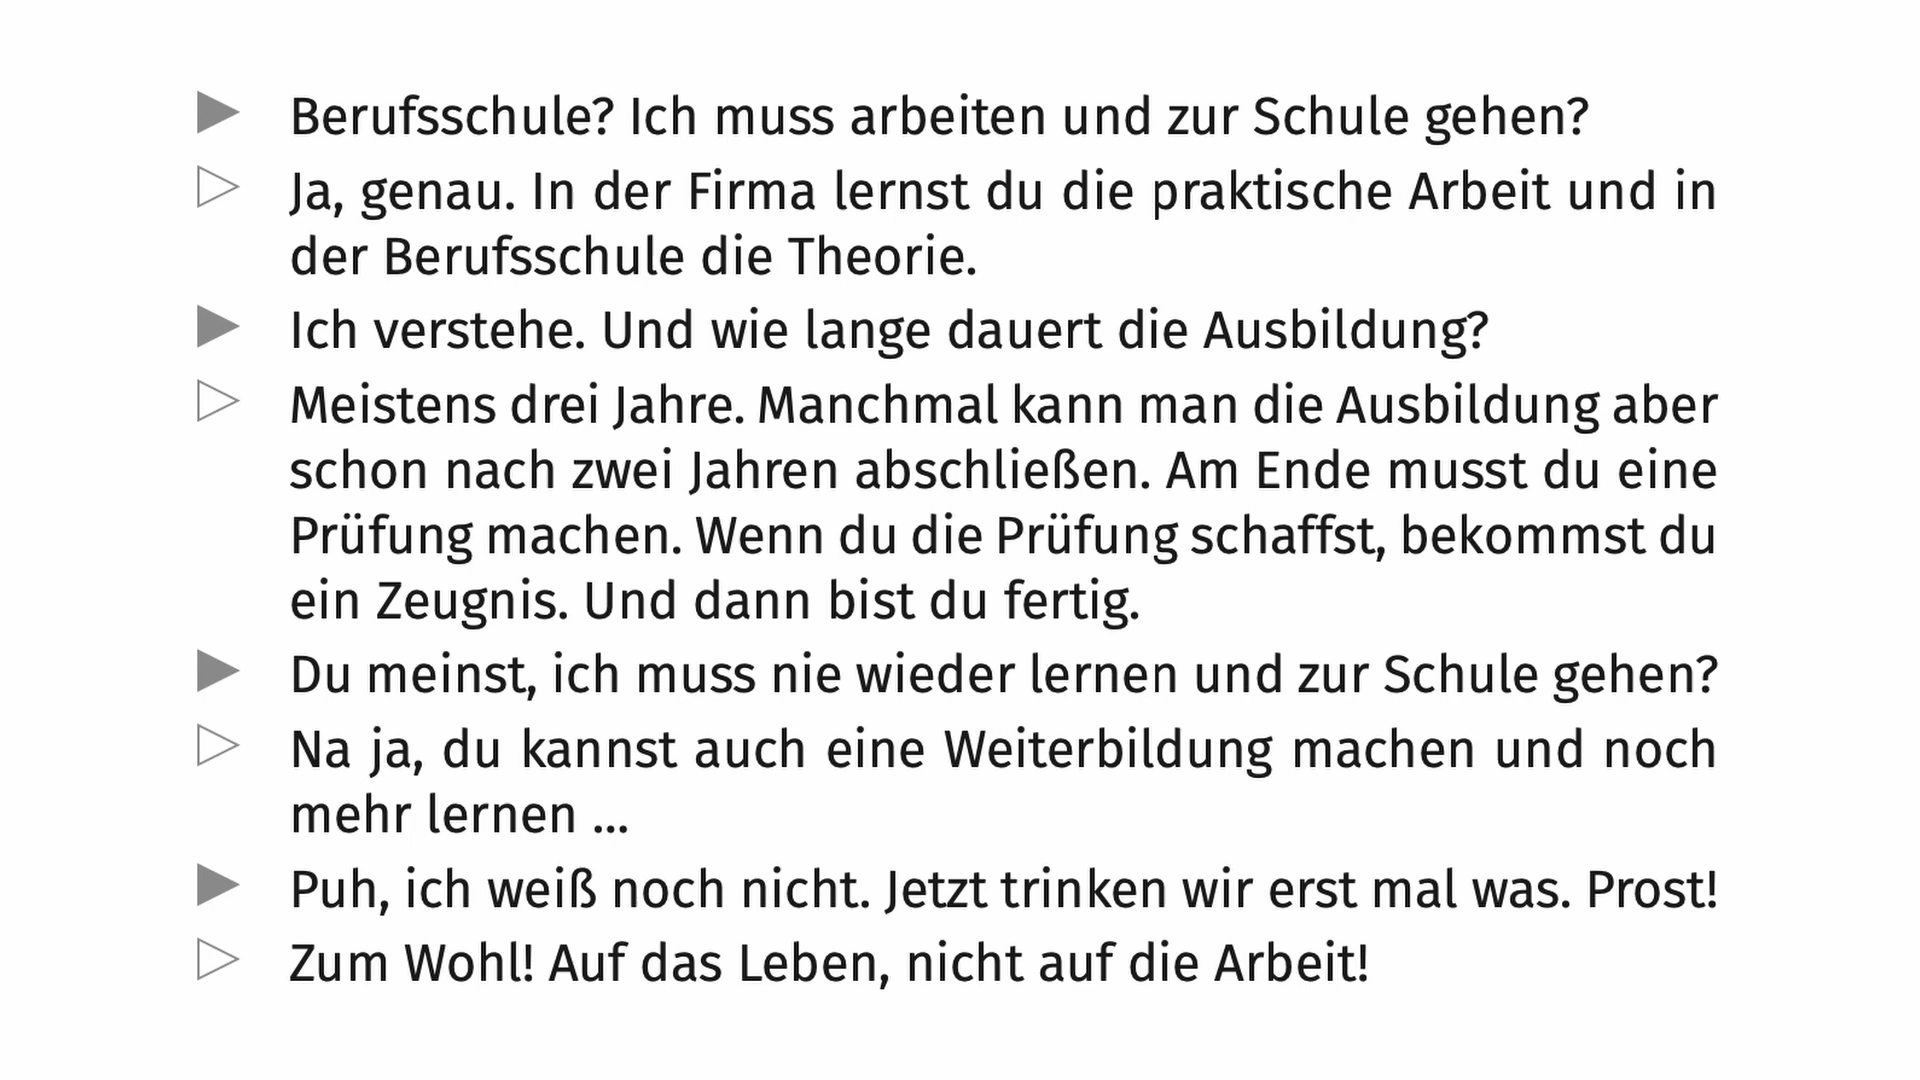 Berufsschule? Ich muss arbeiten und zur Schule gehen?
Ja, genau. In der Firma lernst du die praktische Arbeit und in
der Berufsschule die Theorie.
Ich verstehe. Und wie lange dauert die Ausbildung?
Meistens drei Jahre. Manchmal kann man die Ausbildung aber
schon nach zwei Jahren abschließen. Am Ende musst du eine
Prüfung machen. Wenn du die Prüfung schaffst, bekommst du
ein Zeugnis. Und dann bist du fertig.
Du meinst, ich muss nie wieder lernen und zur Schule gehen?
Na ja, du kannst auch eine Weiterbildung machen und noch
mehr lernen ...
Puh, ich weiß noch nicht. Jetzt trinken wir erst mal was. Prost!
Zum Wohl! Auf das Leben, nicht auf die Arbeit!